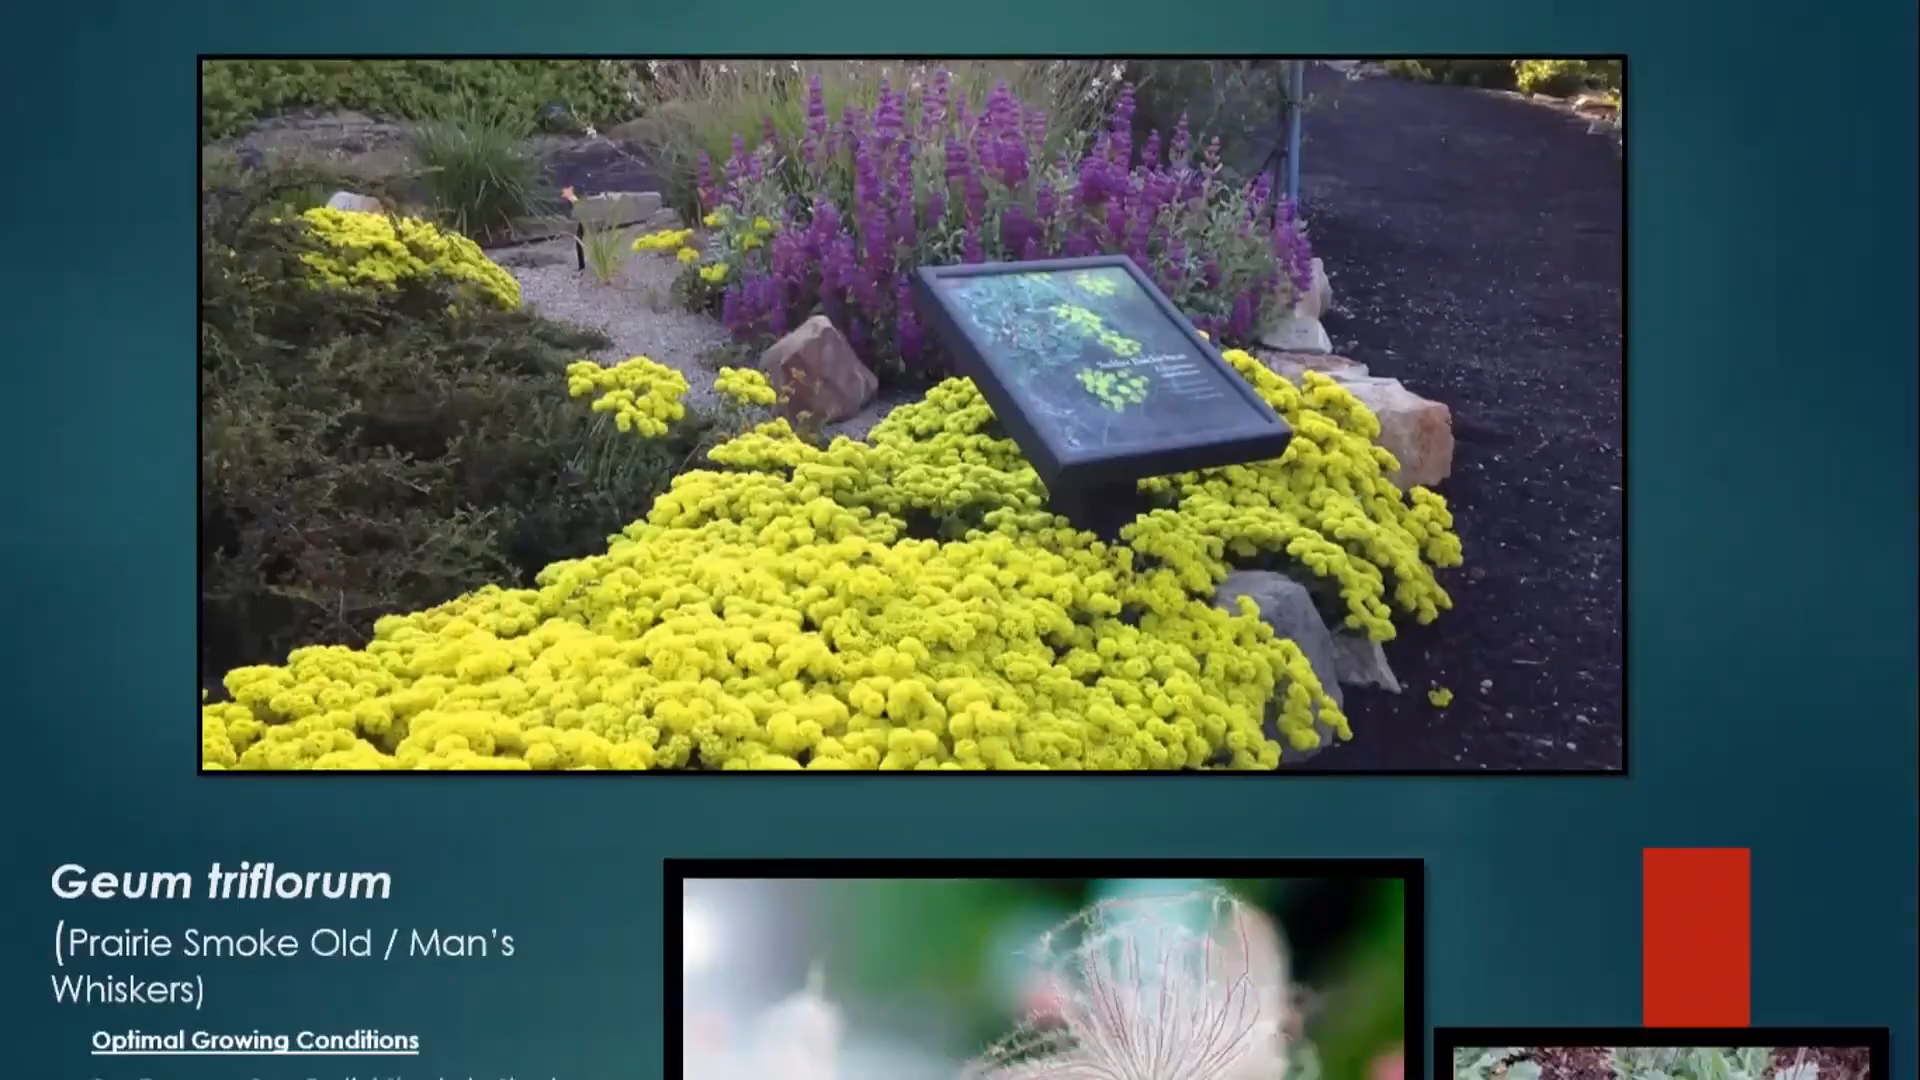 Geum triflorum
(Prairie Smoke Old / Man's
Whiskers)
Optimal Growing Conditions